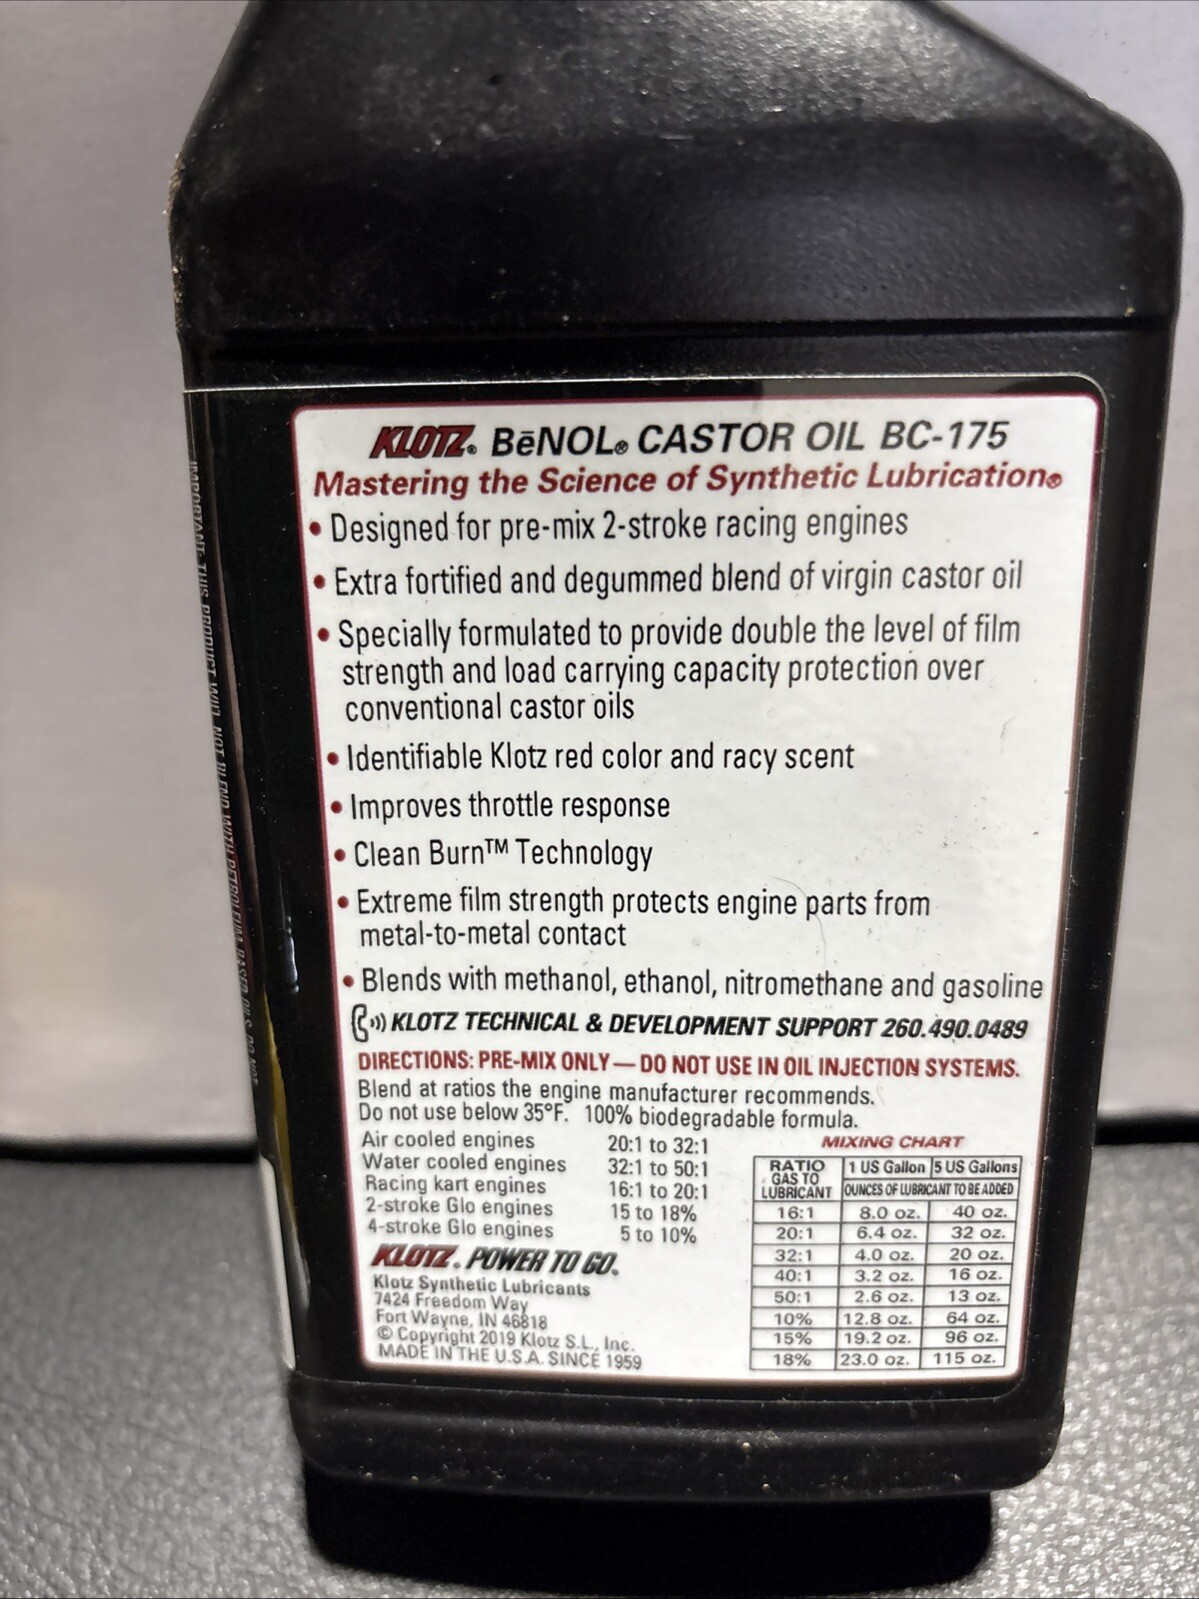 KLOTZ® BēNOL® CASTOR OIL BC-175
Mastering the Science of Synthetic Lubrication®
• Designed for pre-mix 2-stroke racing engines
• Extra fortified and degummed blend of virgin castor oil
• Specially formulated to provide double the level of film
strength and load carrying capacity protection over
conventional castor oils
• Identifiable Klotz red color and racy scent
• Improves throttle response
• Clean Burn™ Technology
• Extreme film strength protects engine parts from
metal-to-metal contact
• Blends with methanol, ethanol, nitromethane and gasoline
KLOTZ TECHNICAL & DEVELOPMENT SUPPORT 260.490.0489
DIRECTIONS: PRE-MIX ONLY — DO NOT USE IN OIL INJECTION SYSTEMS.
Blend at ratios the engine manufacturer recommends.
Do not use below 35°F. 100% biodegradable formula.
Air cooled engines 20:1 to 32:1
Water cooled engines 32:1 to 50:1
Racing kart engines 16:1 to 20:1
2-stroke Glo engines 15 to 18%
4-stroke Glo engines 5 to 10%
MIXING CHART
RATIO GAS TO LUBRICANT 1 US Gallon 5 US Gallons
OUNCES OF LUBRICANT TO BE ADDED
16:1 8.0 oz. 40 oz.
20:1 6.4 oz. 32 oz.
32:1 4.0 oz. 20 oz.
40:1 3.2 oz. 16 oz.
50:1 2.6 oz. 13 oz.
10% 12.8 oz. 64 oz.
15% 19.2 oz. 96 oz.
18% 23.0 oz. 115 oz.
KLOTZ. POWER TO GO.
Klotz Synthetic Lubricants
7424 Freedom Way
Fort Wayne, IN 46818
© Copyright 2019 Klotz S.L., Inc.
MADE IN THE U.S.A. SINCE 1959
IMPORTANT: THIS PRODUCT WILL NOT BLEND WITH PETROLEUM BASED OILS. DO NOT